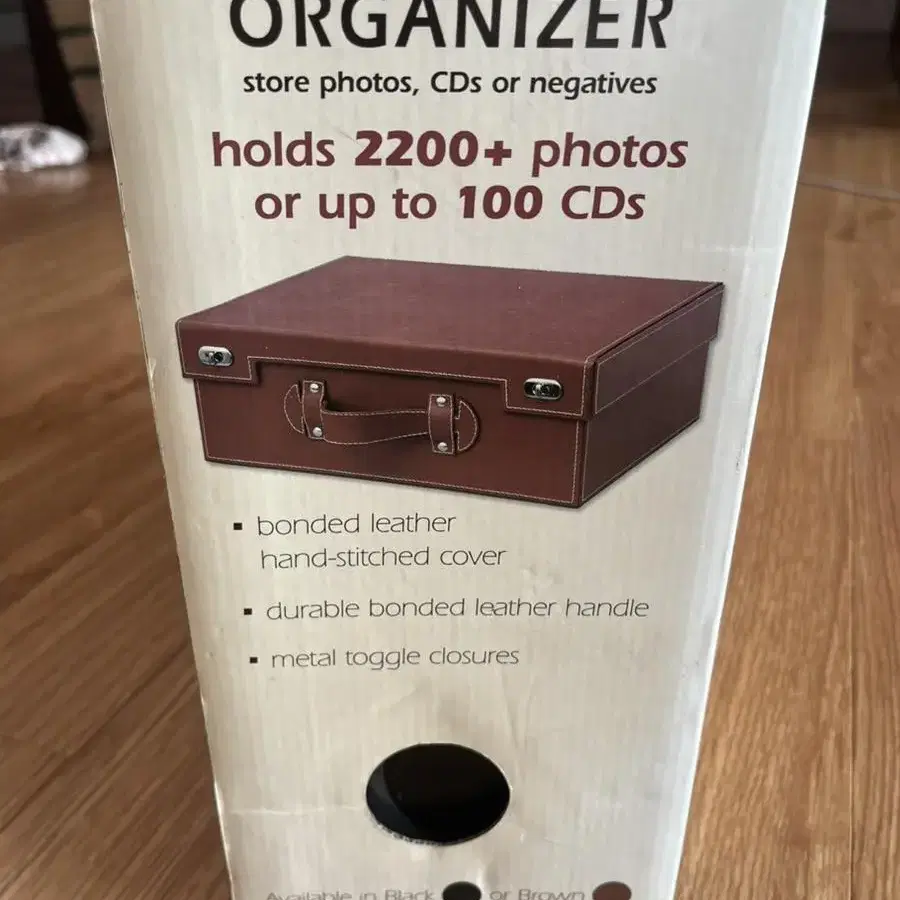 ORGANIZER
store photos, CDs or negatives
holds 2200+ photos
or up to 100 CDs
▪ bonded leather
hand-stitched cover
▪ durable bonded leather handle
▪ metal toggle closures
Available in Black or Brown